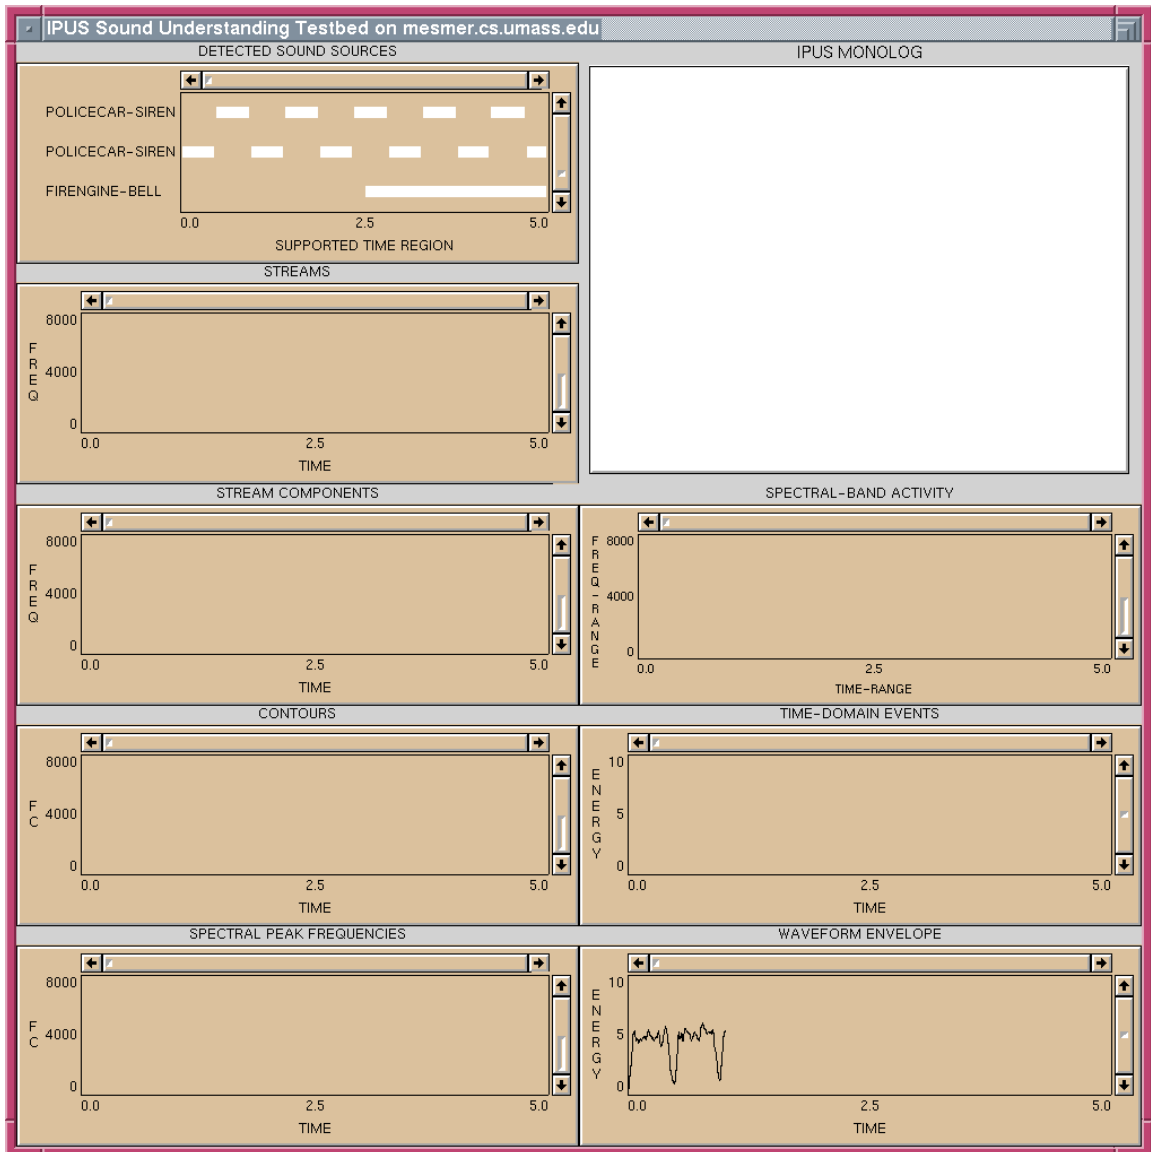 IPUS Sound Understanding Testbed on mesmer.cs.umass.edu
DETECTED SOUND SOURCES
POLICECAR-SIREN
POLICECAR-SIREN
FIRENGINE-BELL
0.0 2.5 5.0
SUPPORTED TIME REGION
IPUS MONOLOG
STREAMS
8000
FREQ
4000
0
0.0 2.5 5.0
TIME
STREAM COMPONENTS
8000
FREQ
4000
0
0.0 2.5 5.0
TIME
SPECTRAL-BAND ACTIVITY
FREQ-RANGE
8000
4000
0
0.0 2.5 5.0
TIME-RANGE
CONTOURS
8000
FC
4000
0
0.0 2.5 5.0
TIME
TIME-DOMAIN EVENTS
10
ENERGY
5
0
0.0 2.5 5.0
TIME
SPECTRAL PEAK FREQUENCIES
8000
FC
4000
0
0.0 2.5 5.0
TIME
WAVEFORM ENVELOPE
10
ENERGY
5
0
0.0 2.5 5.0
TIME